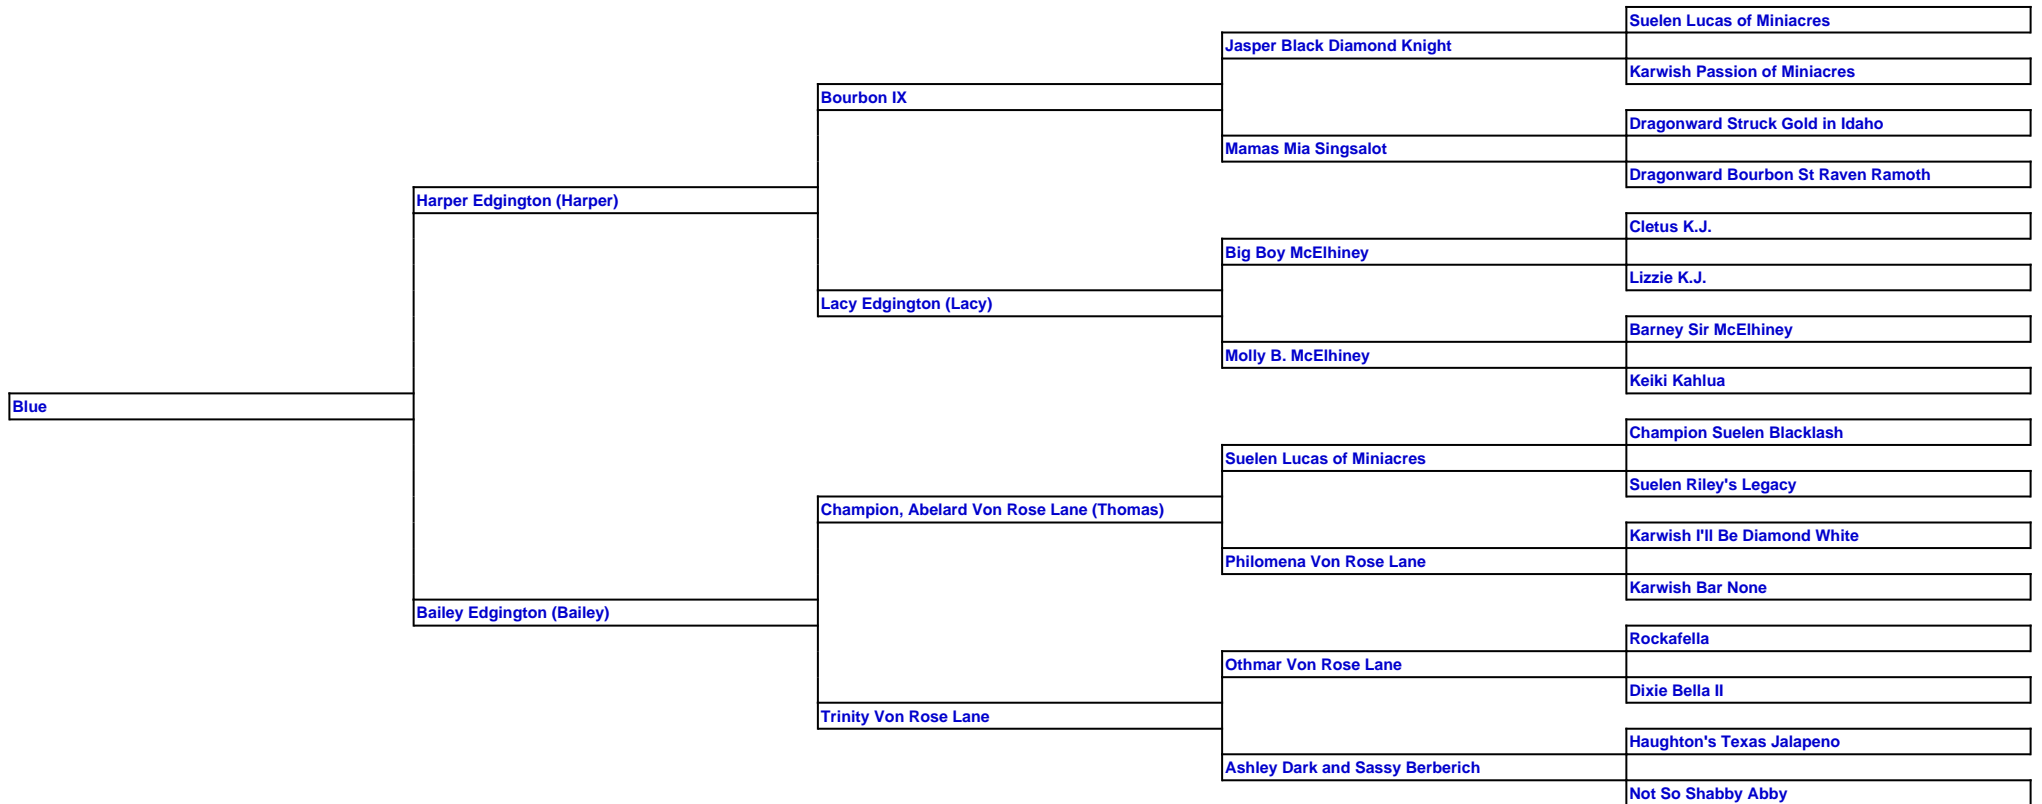 Suelen Lucas of Miniacres
Jasper Black Diamond Knight
Karwish Passion of Miniacres
Bourbon IX
Dragonward Struck Gold in Idaho
Mamas Mia Singsalot
Dragonward Bourbon St Raven Ramoth
Harper Edgington (Harper)
Cletus K.J.
Big Boy McElhiney
Lizzie K.J.
Lacy Edgington (Lacy)
Barney Sir McElhiney
Molly B. McElhiney
Keiki Kahlua
Blue
Champion Suelen Blacklash
Suelen Lucas of Miniacres
Suelen Riley's Legacy
Champion, Abelard Von Rose Lane (Thomas)
Karwish I'll Be Diamond White
Philomena Von Rose Lane
Karwish Bar None
Bailey Edgington (Bailey)
Rockafella
Othmar Von Rose Lane
Dixie Bella II
Trinity Von Rose Lane
Haughton's Texas Jalapeno
Ashley Dark and Sassy Berberich
Not So Shabby Abby